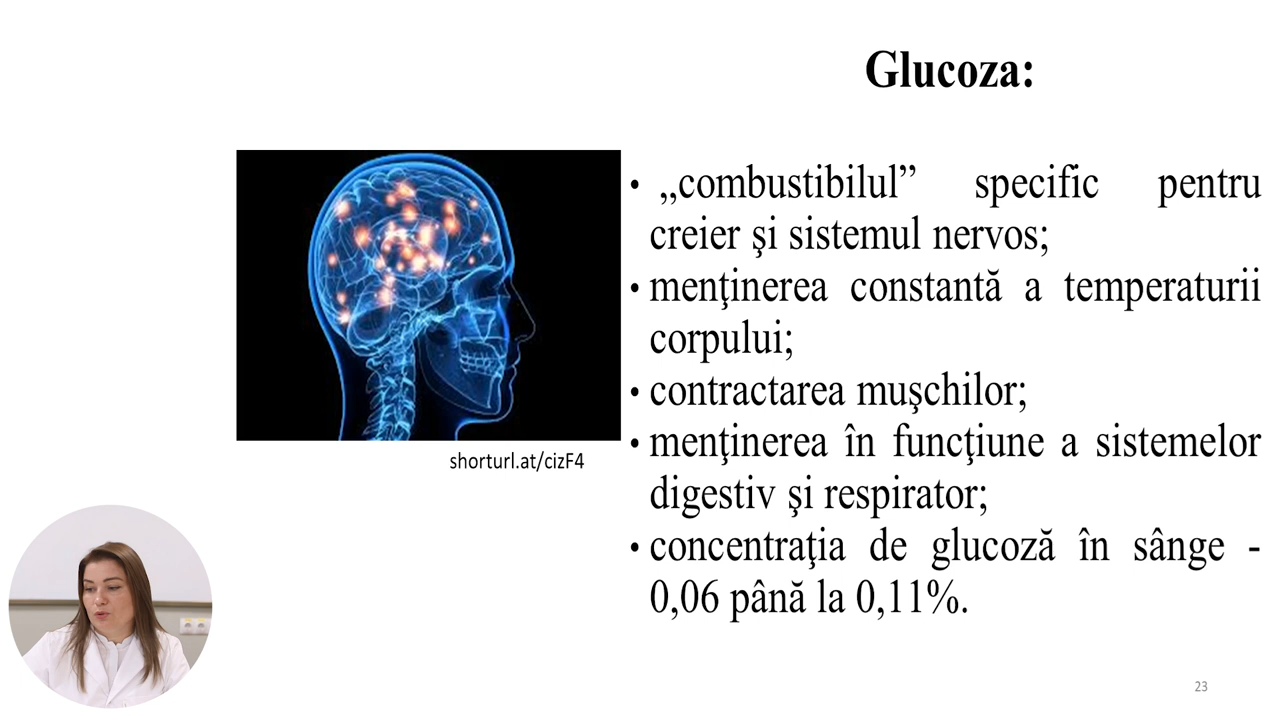 Glucoza:
• „combustibilul” specific pentru
creier şi sistemul nervos;
• menţinerea constantă a temperaturii
corpului;
• contractarea muşchilor;
• menţinerea în funcţiune a sistemelor
digestiv şi respirator;
• concentraţia de glucoză în sânge -
0,06 până la 0,11%.
shorturl.at/cizF4
23